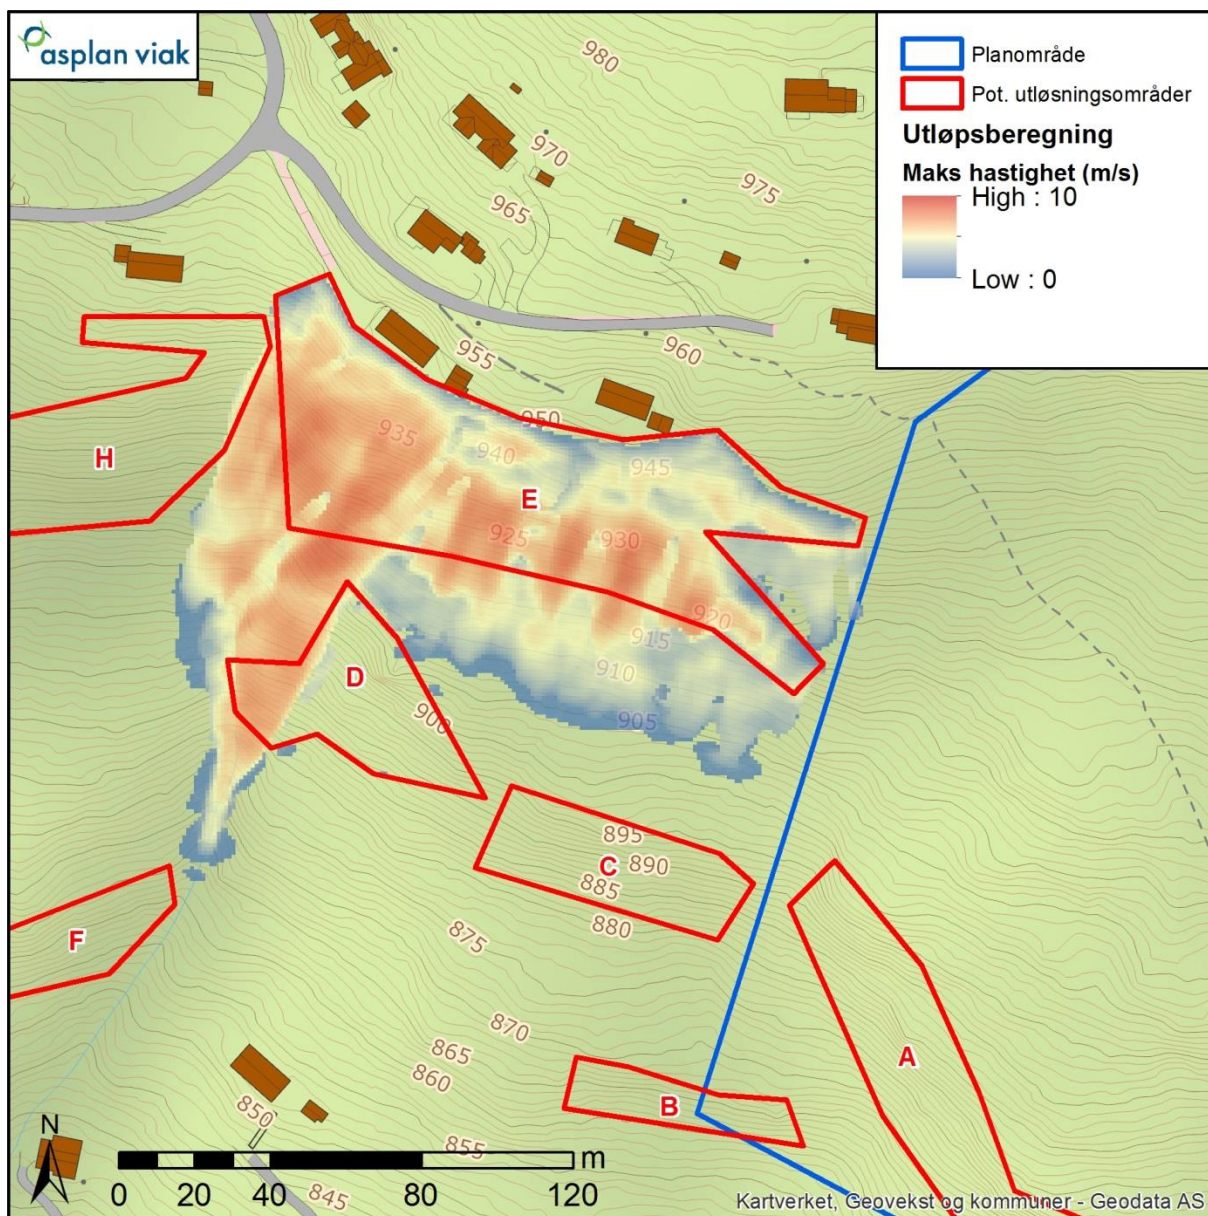 asplan viak
Planområde
Pot. utløsningsområder
Utløpsberegning
Maks hastighet (m/s)
High : 10
Low : 0
980
970
975
965
955
960
950
935
940
945
H
E
925
930
920
915
910
D
900
905
895
C
890
885
880
F
875
870
865
A
860
B
850
855
845
N
m
0
20
40
80
120
Kartverket, Geovekst og kommuner - Geodata AS